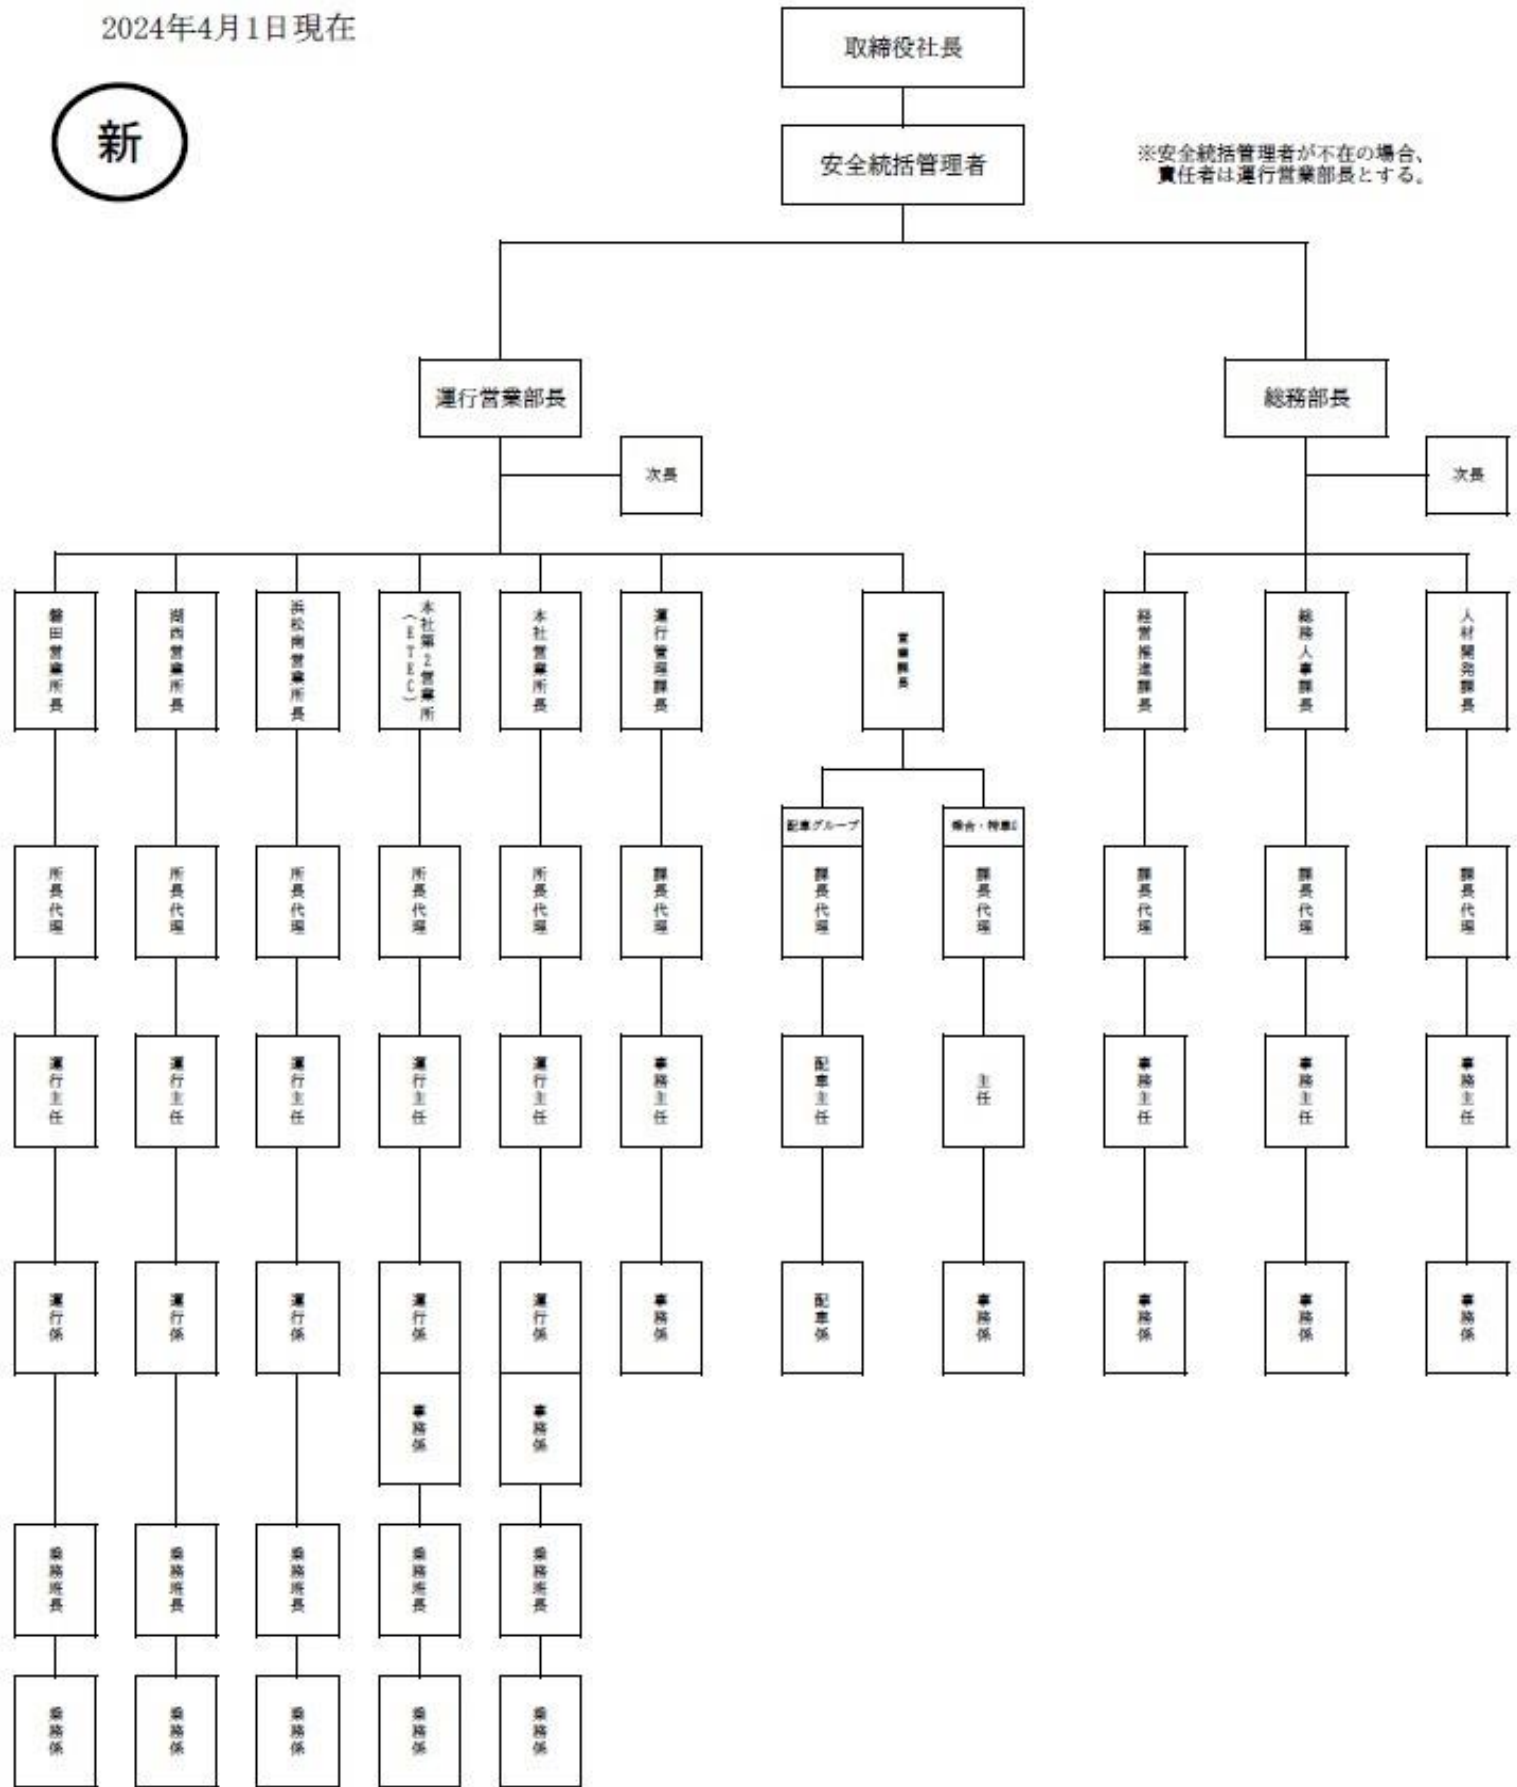 2024年4月1日現在
新
取締役社長
安全統括管理者
※安全統括管理者が不在の場合、
責任者は運行営業部長とする。
運行営業部長
総務部長
次長
次長
磐田営業所長
湖西営業所長
浜松南営業所長
本社第2営業所
(ETEC)
本社営業所長
運行管理課長
営業課長
経営推進課長
総務人事課長
人材開発課長
配車グループ
乗合・特車G
所長代理
所長代理
所長代理
所長代理
所長代理
課長代理
課長代理
課長代理
課長代理
課長代理
課長代理
運行主任
運行主任
運行主任
運行主任
運行主任
事務主任
配車主任
主任
事務主任
事務主任
事務主任
運行係
運行係
運行係
運行係
運行係
事務係
配車係
事務係
事務係
事務係
事務係
事務係
事務係
乗務班長
乗務班長
乗務班長
乗務班長
乗務班長
乗務係
乗務係
乗務係
乗務係
乗務係